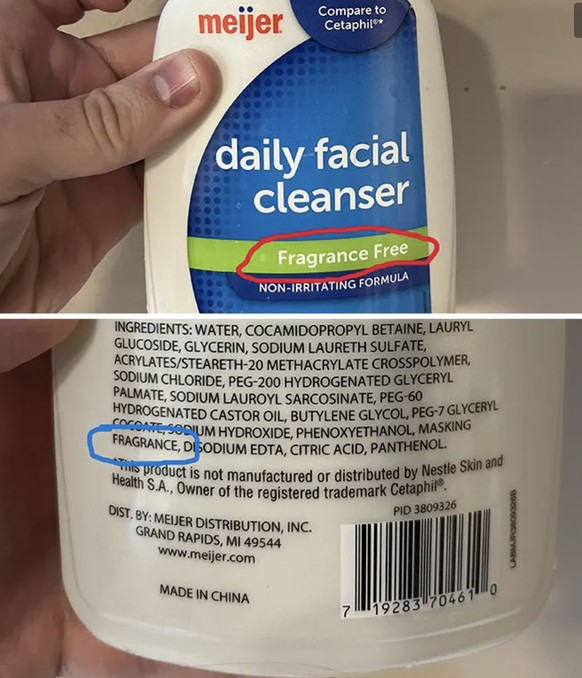 meijer
Compare to
Cetaphil®*
daily facial
cleanser
Fragrance Free
NON-IRRITATING FORMULA
INGREDIENTS: WATER, COCAMIDOPROPYL BETAINE, LAURYL
GLUCOSIDE, GLYCERIN, SODIUM LAURETH SULFATE,
ACRYLATES/STEARETH-20 METHACRYLATE CROSSPOLYMER,
SODIUM CHLORIDE, PEG-200 HYDROGENATED GLYCERYL
PALMATE, SODIUM LAUROYL SARCOSINATE, PEG-60
HYDROGENATED CASTOR OIL, BUTYLENE GLYCOL, PEG-7 GLYCERYL
COCOATE, SODIUM HYDROXIDE, PHENOXYETHANOL, MASKING
FRAGRANCE, DISODIUM EDTA, CITRIC ACID, PANTHENOL.
*This product is not manufactured or distributed by Nestle Skin and
Health S.A., Owner of the registered trademark Cetaphil®.
DIST. BY: MEIJER DISTRIBUTION, INC.
GRAND RAPIDS, MI 49544
www.meijer.com
MADE IN CHINA
PID 3809326
7 19283 70461 0